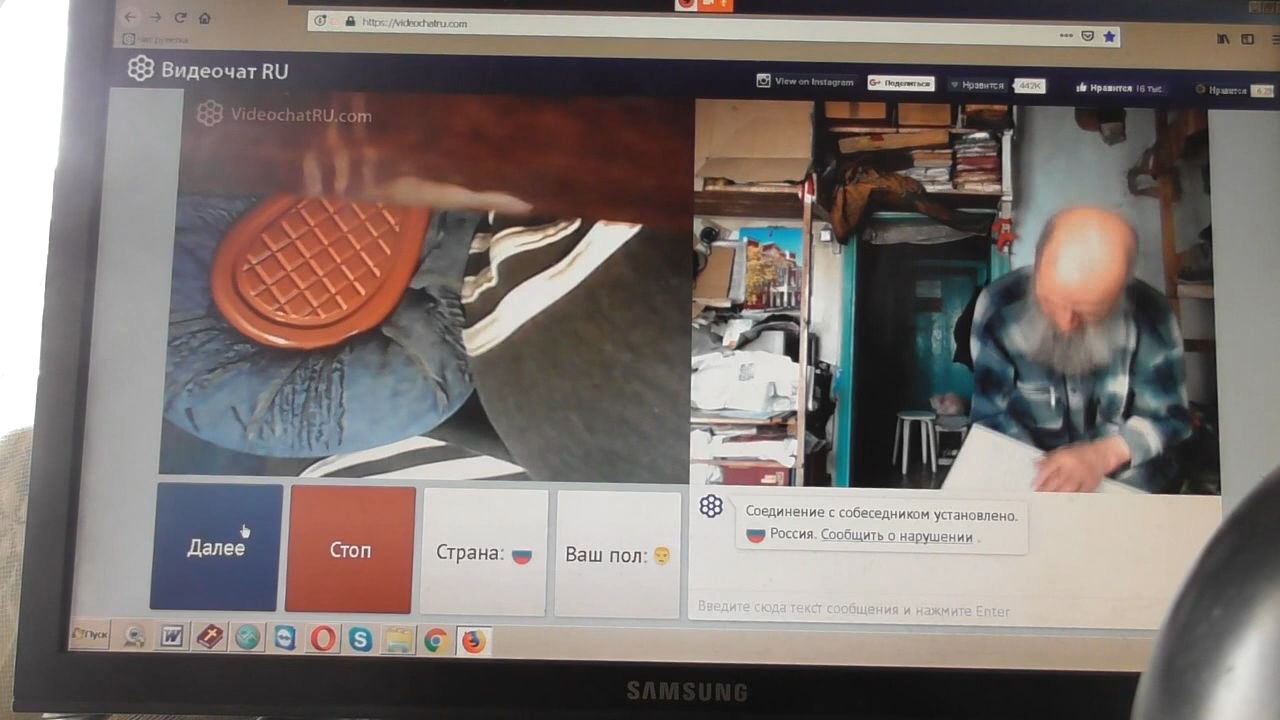 https://videochatru.com
Видеочат RU
View on Instagram
G+ Поделиться
Нравится
442K
Нравится 16 тыс.
Нравится
VideochatRU.com
Далее
Стоп
Страна:
Ваш пол:
Соединение с собеседником установлено.
Россия. Сообщить о нарушении .
Введите сюда текст сообщения и нажмите Enter
Пуск
SAMSUNG